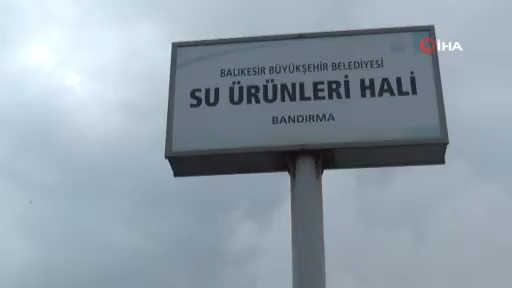 İHA
BALIKESİR BÜYÜKŞEHİR BELEDİYESİ
SU ÜRÜNLERİ HALİ
BANDIRMA